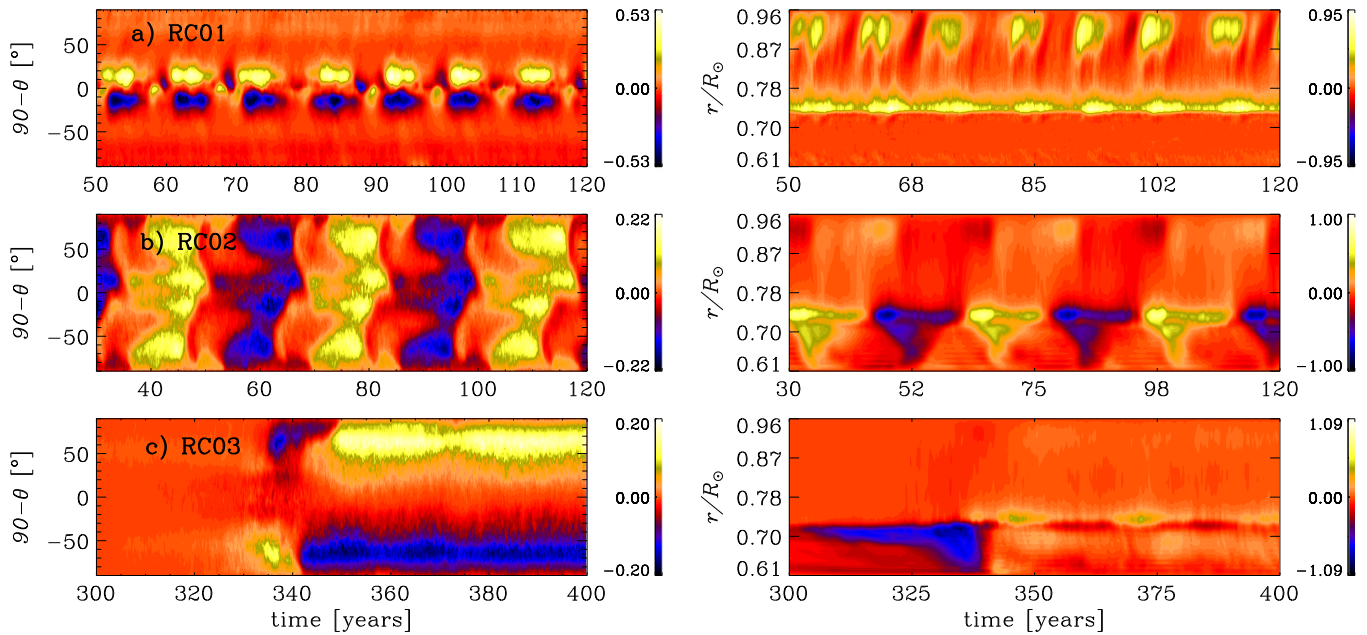 a) RC01
90−θ [°]
50
0
−50
50 60 70 80 90 100 110 120
0.53
0.00
−0.53
r/R⊙
0.96
0.87
0.78
0.70
0.61
50 68 85 102 120
0.95
0.00
−0.95
b) RC02
90−θ [°]
50
0
−50
40 60 80 100 120
0.22
0.00
−0.22
r/R⊙
0.96
0.87
0.78
0.70
0.61
30 52 75 98 120
1.00
0.00
−1.00
c) RC03
90−θ [°]
50
0
−50
300 320 340 360 380 400
time [years]
0.20
0.00
−0.20
r/R⊙
0.96
0.87
0.78
0.70
0.61
300 325 350 375 400
time [years]
1.09
0.00
−1.09